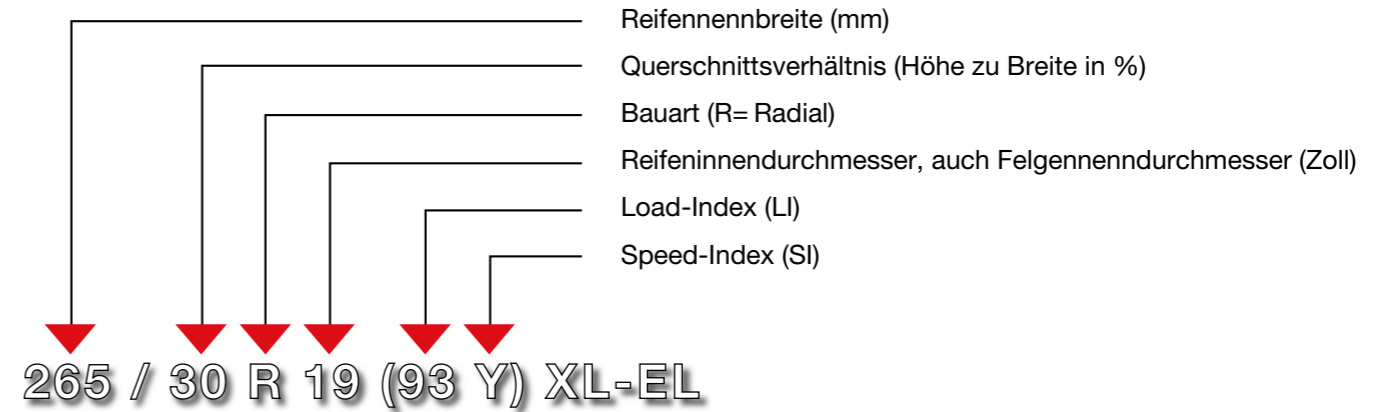 Reifennennbreite (mm)
Querschnittsverhältnis (Höhe zu Breite in %)
Bauart (R= Radial)
Reifeninnendurchmesser, auch Felgennenndurchmesser (Zoll)
Load-Index (LI)
Speed-Index (SI)
265 / 30 R 19 (93 Y) XL-EL